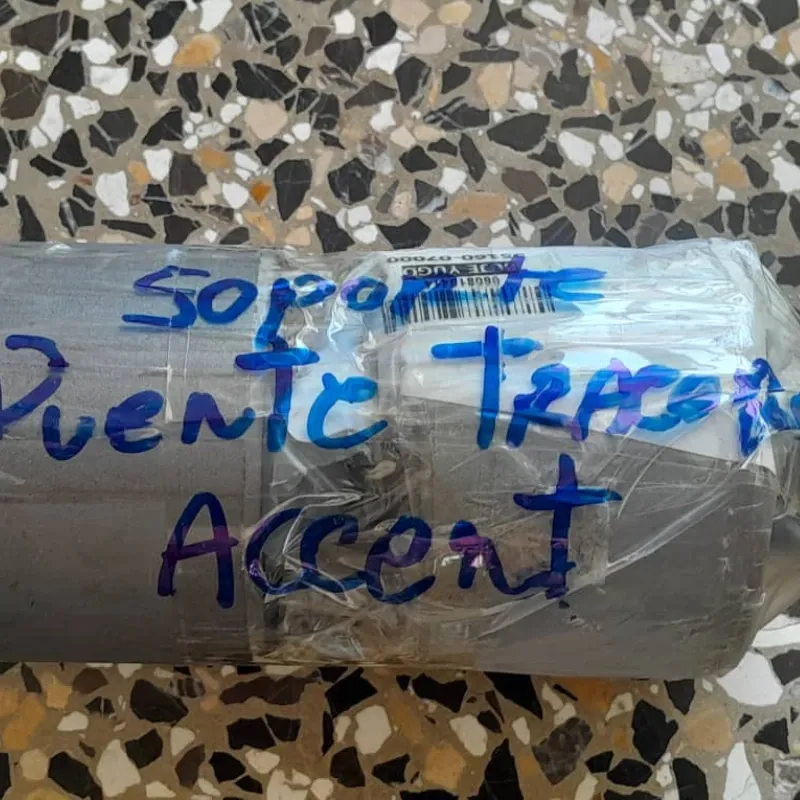 Soporte
Puente Trasero
Accent